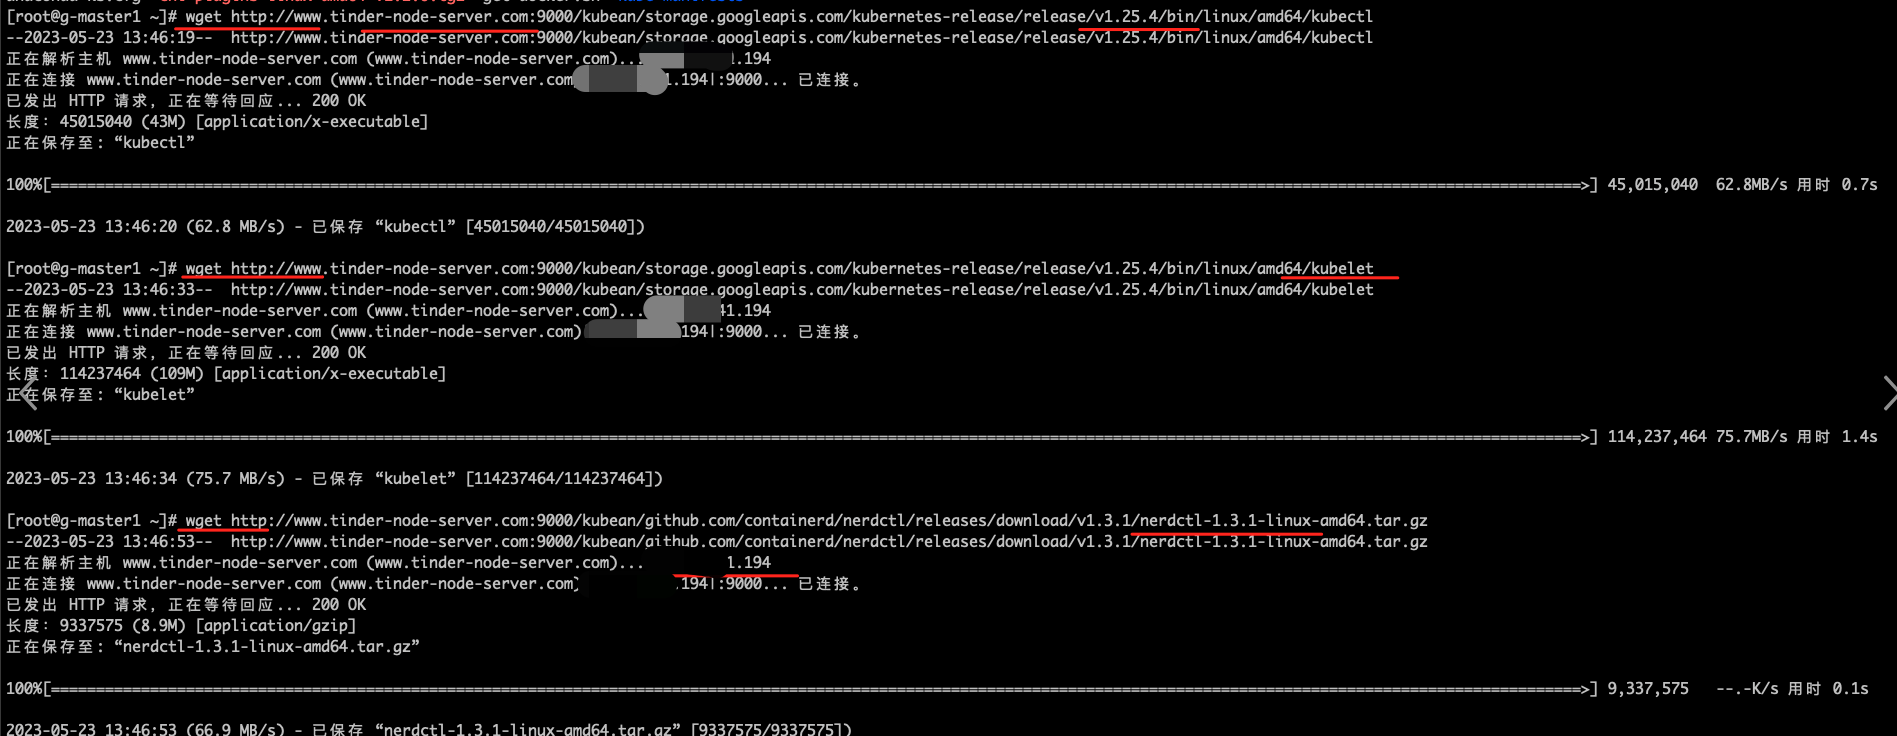 [root@g-master1 ~]# wget http://www.tinder-node-server.com:9000/kubean/storage.googleapis.com/kubernetes-release/release/v1.25.4/bin/linux/amd64/kubectl
--2023-05-23 13:46:19--  http://www.tinder-node-server.com:9000/kubean/storage.googleapis.com/kubernetes-release/release/v1.25.4/bin/linux/amd64/kubectl
正在解析主机 www.tinder-node-server.com (www.tinder-node-server.com)... 1.194
正在连接 www.tinder-node-server.com (www.tinder-node-server.com 1.194|:9000... 已连接。
已发出 HTTP 请求，正在等待回应... 200 OK
长度：45015040 (43M) [application/x-executable]
正在保存至: “kubectl”
100%[======================================>] 45,015,040  62.8MB/s 用时 0.7s
2023-05-23 13:46:20 (62.8 MB/s) - 已保存 “kubectl” [45015040/45015040])
[root@g-master1 ~]# wget http://www.tinder-node-server.com:9000/kubean/storage.googleapis.com/kubernetes-release/release/v1.25.4/bin/linux/amd64/kubelet
--2023-05-23 13:46:33--  http://www.tinder-node-server.com:9000/kubean/storage.googleapis.com/kubernetes-release/release/v1.25.4/bin/linux/amd64/kubelet
正在解析主机 www.tinder-node-server.com (www.tinder-node-server.com)... 41.194
正在连接 www.tinder-node-server.com (www.tinder-node-server.com) 194|:9000... 已连接。
已发出 HTTP 请求，正在等待回应... 200 OK
长度：114237464 (109M) [application/x-executable]
正在保存至: “kubelet”
100%[======================================>] 114,237,464 75.7MB/s 用时 1.4s
2023-05-23 13:46:34 (75.7 MB/s) - 已保存 “kubelet” [114237464/114237464])
[root@g-master1 ~]# wget http://www.tinder-node-server.com:9000/kubean/github.com/containerd/nerdctl/releases/download/v1.3.1/nerdctl-1.3.1-linux-amd64.tar.gz
--2023-05-23 13:46:53--  http://www.tinder-node-server.com:9000/kubean/github.com/containerd/nerdctl/releases/download/v1.3.1/nerdctl-1.3.1-linux-amd64.tar.gz
正在解析主机 www.tinder-node-server.com (www.tinder-node-server.com)... 1.194
正在连接 www.tinder-node-server.com (www.tinder-node-server.com) .194|:9000... 已连接。
已发出 HTTP 请求，正在等待回应... 200 OK
长度：9337575 (8.9M) [application/gzip]
正在保存至: “nerdctl-1.3.1-linux-amd64.tar.gz”
100%[======================================>] 9,337,575   --.-K/s 用时 0.1s
2023-05-23 13:46:53 (66.9 MB/s) - 已保存 “nerdctl-1.3.1-linux-amd64.tar.gz” [9337575/9337575])